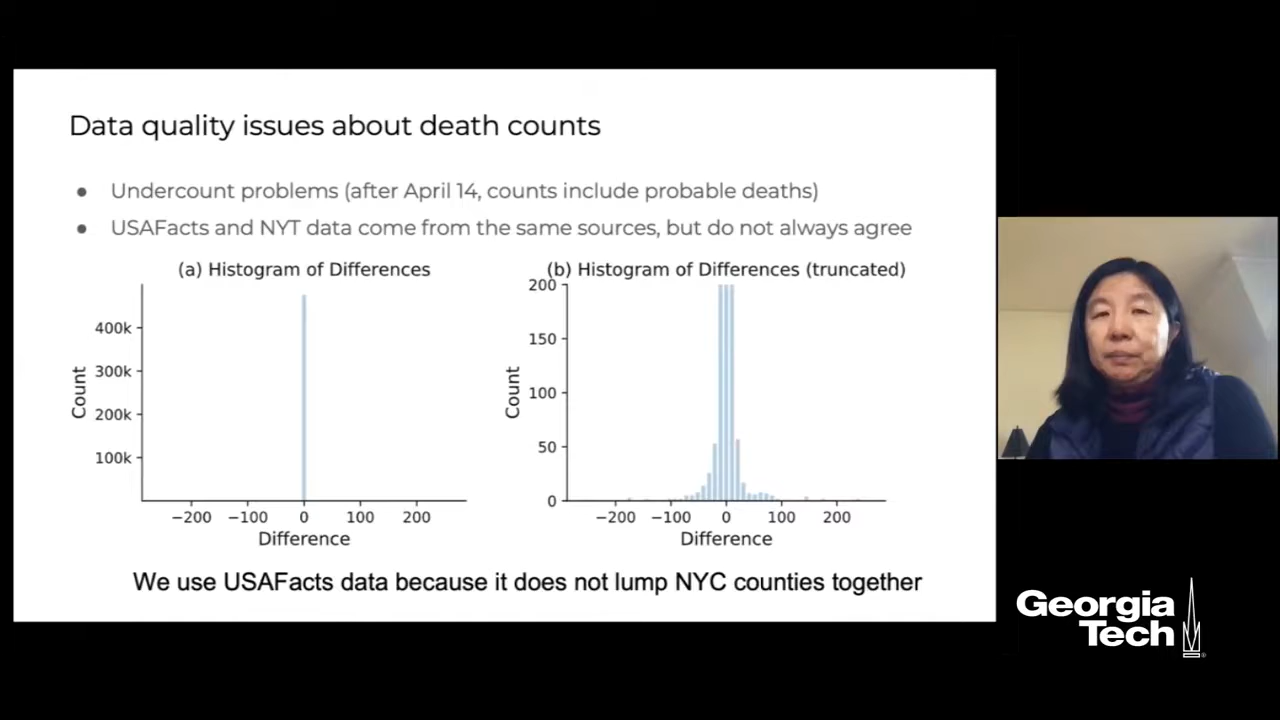 Data quality issues about death counts
● Undercount problems (after April 14, counts include probable deaths)
● USAFacts and NYT data come from the same sources, but do not always agree
(a) Histogram of Differences
Count
400k
300k
200k
100k
−200 −100 0 100 200
Difference
(b) Histogram of Differences (truncated)
Count
200
150
100
50
0
−200 −100 0 100 200
Difference
We use USAFacts data because it does not lump NYC counties together
Georgia
Tech